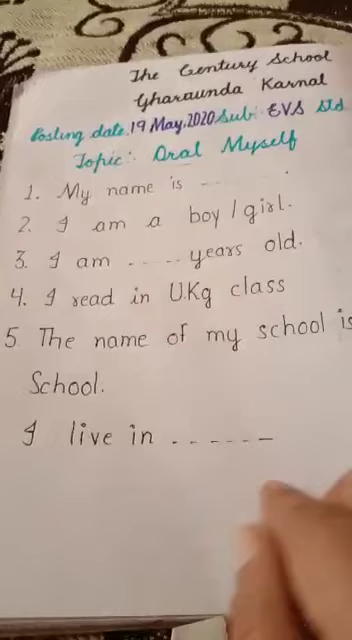 The Century School
Gharaunda Karnal
Posting date. 19 May, 2020 Sub: EVS Std
Topic: Oral Myself
1. My name is ---- .
2. I am a boy / girl.
3. I am ----- years old.
4. I read in U.Kg class
5 The name of my school is
School.
I live in ------